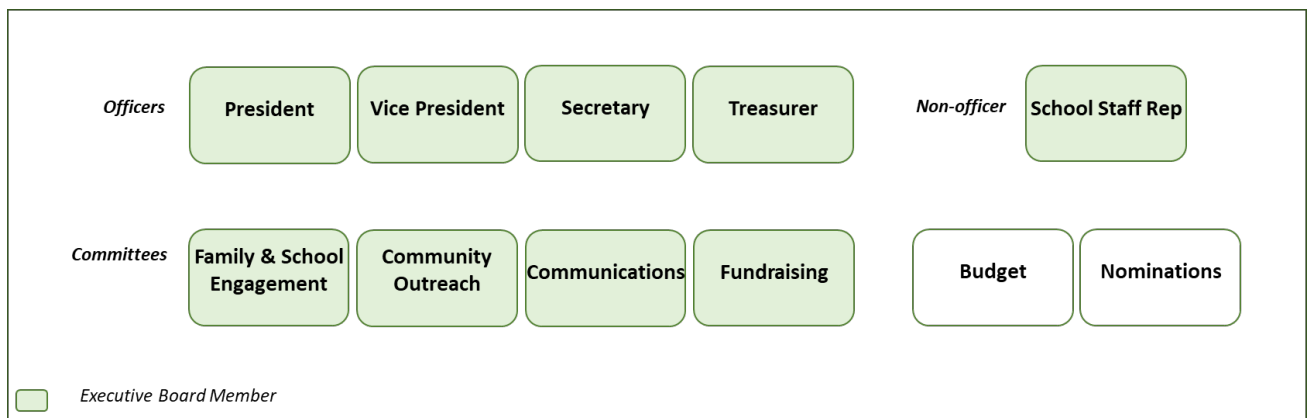 Officers
President
Vice President
Secretary
Treasurer
Non-officer
School Staff Rep
Committees
Family & School
Engagement
Community
Outreach
Communications
Fundraising
Budget
Nominations
Executive Board Member